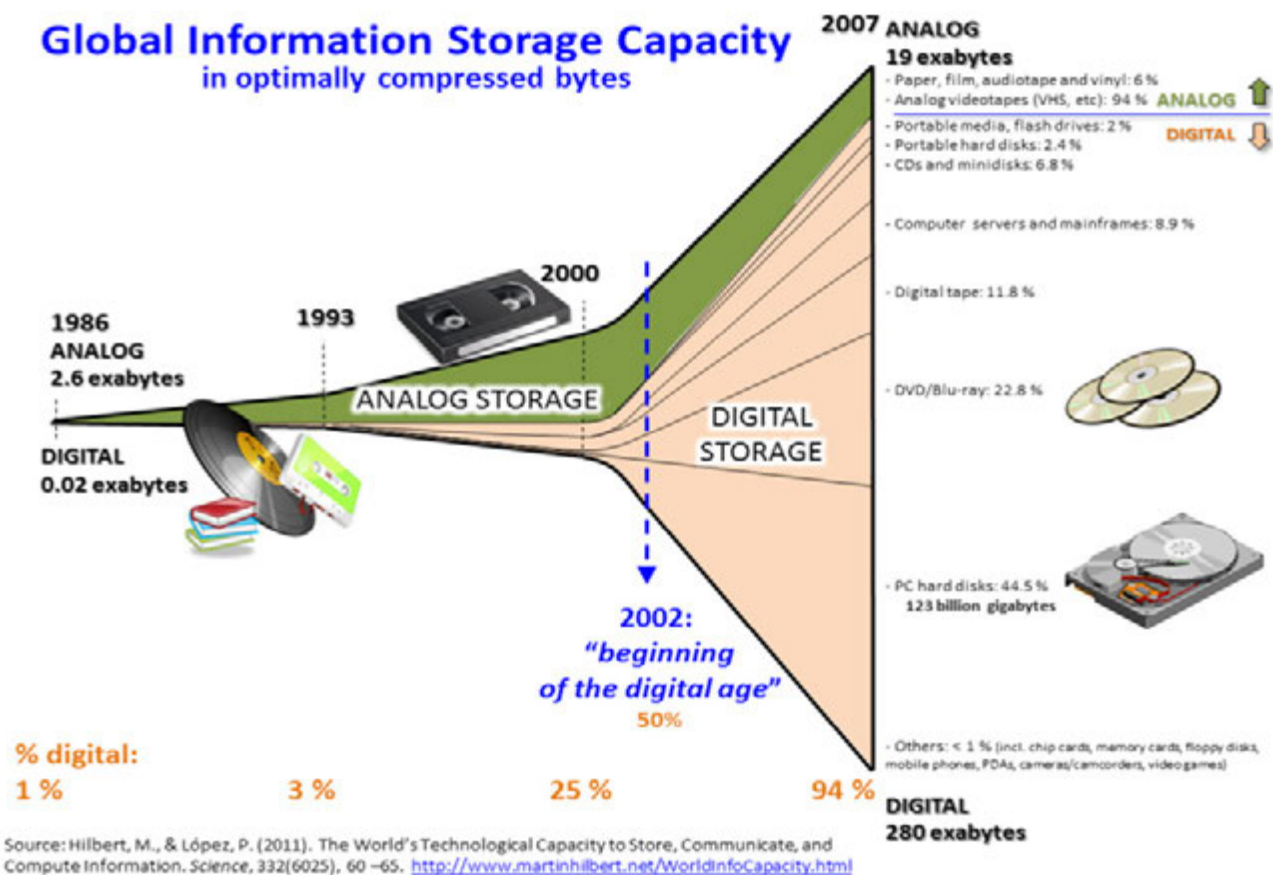 Global Information Storage Capacity
in optimally compressed bytes
2007 ANALOG
19 exabytes
- Paper, film, audiotape and vinyl: 6 %
- Analog videotapes (VHS, etc): 94 %
ANALOG
- Portable media, flash drives: 2 %
DIGITAL
- Portable hard disks: 2.4 %
- CDs and minidisks: 6.8 %
- Computer servers and mainframes: 8.9 %
- Digital tape: 11.8 %
- DVD/Blu-ray: 22.8 %
- PC hard disks: 44.5 %
123 billion gigabytes
- Others: < 1 % (incl. chip cards, memory cards, floppy disks,
mobile phones, PDAs, cameras/camcorders, video games)
DIGITAL
280 exabytes
2000
1993
1986
ANALOG
2.6 exabytes
ANALOG STORAGE
DIGITAL
STORAGE
DIGITAL
0.02 exabytes
2002:
“beginning
of the digital age”
50%
% digital:
1 %
3 %
25 %
94 %
Source: Hilbert, M., & López, P. (2011). The World’s Technological Capacity to Store, Communicate, and
Compute Information. Science, 332(6025), 60 –65. http://www.martinhilbert.net/WorldInfoCapacity.html